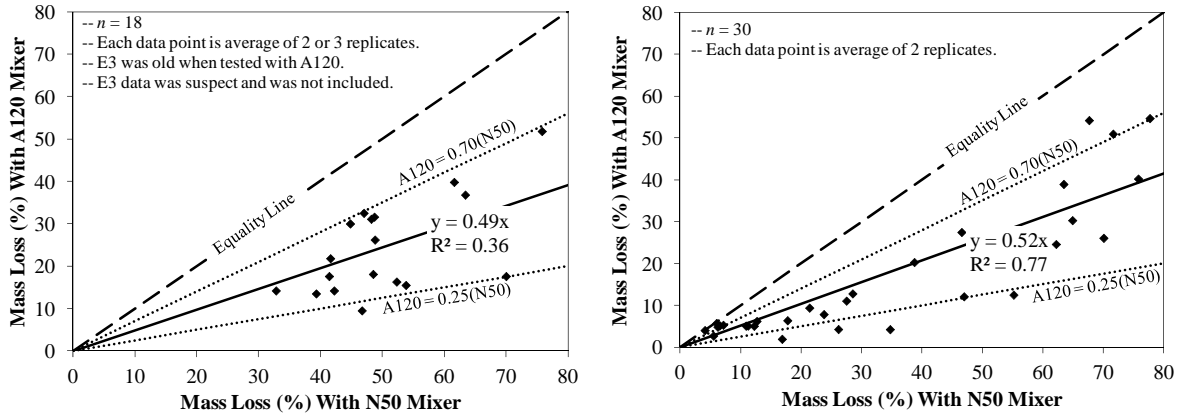 -- n = 18
-- Each data point is average of 2 or 3 replicates.
-- E3 was old when tested with A120.
-- E3 data was suspect and was not included.
Mass Loss (%) With A120 Mixer
80
70
60
50
40
30
20
10
0
Equality Line
A120 = 0.70(N50)
y = 0.49x
R² = 0.36
A120 = 0.25(N50)
0 10 20 30 40 50 60 70 80
Mass Loss (%) With N50 Mixer
-- n = 30
-- Each data point is average of 2 replicates.
Mass Loss (%) With A120 Mixer
80
70
60
50
40
30
20
10
0
Equality Line
A120 = 0.70(N50)
y = 0.52x
R² = 0.77
A120 = 0.25(N50)
0 10 20 30 40 50 60 70 80
Mass Loss (%) With N50 Mixer